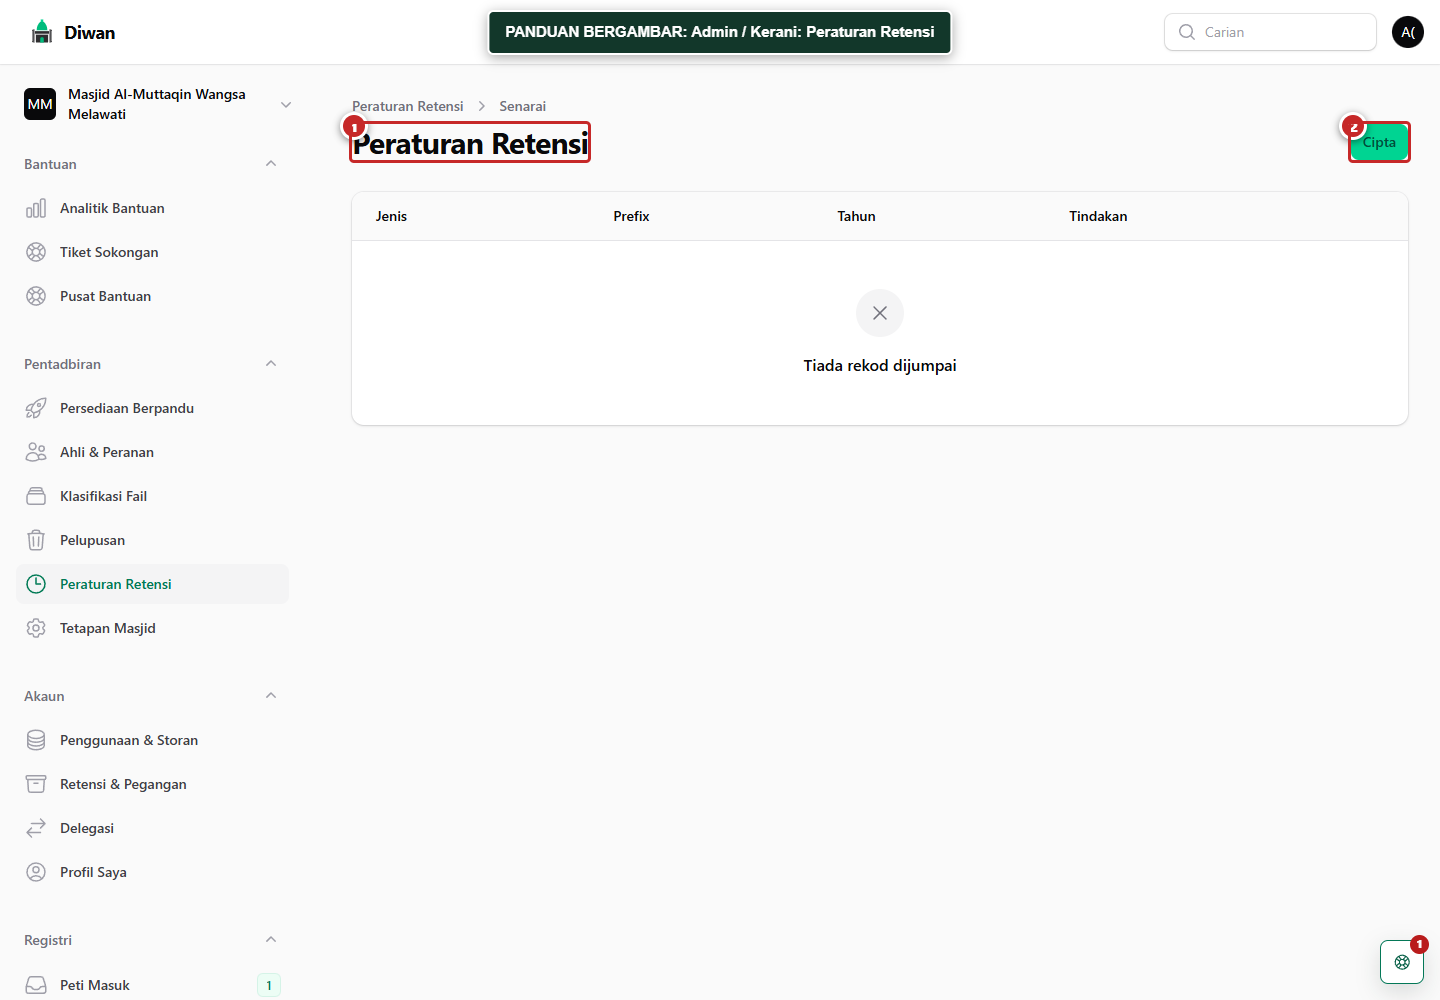 Diwan
PANDUAN BERGAMBAR: Admin / Kerani: Peraturan Retensi
Carian
A(
MM
Masjid Al-Muttaqin Wangsa
Melawati
Bantuan
Analitik Bantuan
Tiket Sokongan
Pusat Bantuan
Pentadbiran
Persediaan Berpandu
Ahli & Peranan
Klasifikasi Fail
Pelupusan
Peraturan Retensi
Tetapan Masjid
Akaun
Penggunaan & Storan
Retensi & Pegangan
Delegasi
Profil Saya
Registri
Peti Masuk
1
Peraturan Retensi
Senarai
1
Peraturan Retensi
2
Cipta
Jenis
Prefix
Tahun
Tindakan
Tiada rekod dijumpai
1